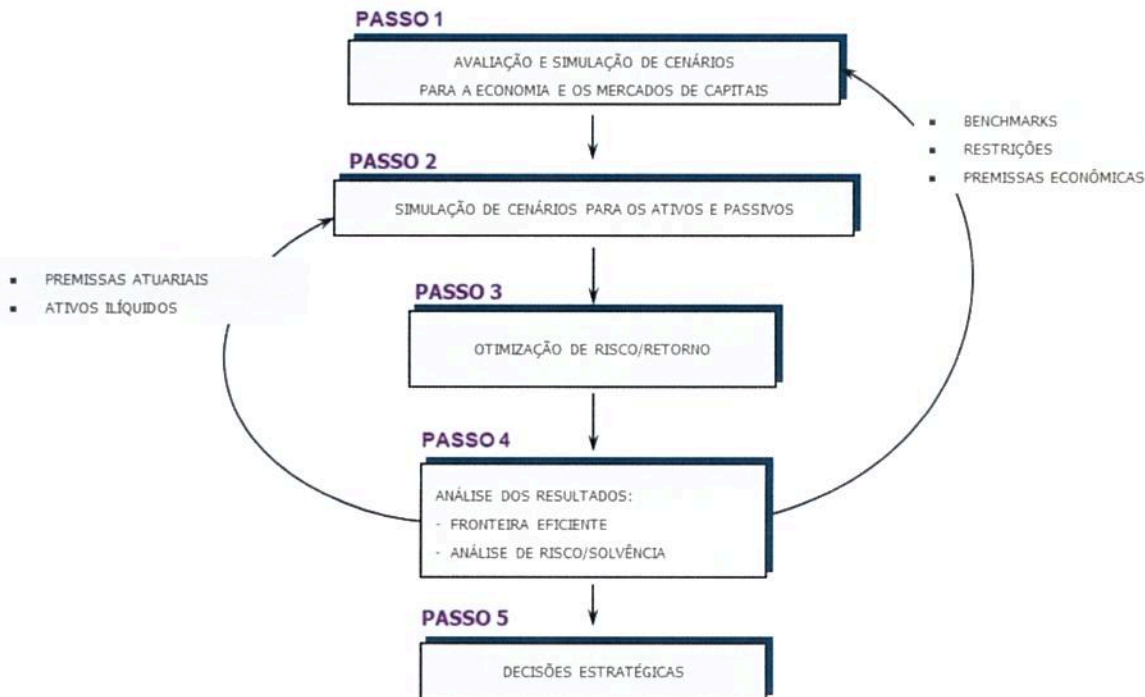 PASSO 1
AVALIAÇÃO E SIMULAÇÃO DE CENÁRIOS
PARA A ECONOMIA E OS MERCADOS DE CAPITAIS
▪ BENCHMARKS
▪ RESTRIÇÕES
▪ PREMISSAS ECONÔMICAS
PASSO 2
SIMULAÇÃO DE CENÁRIOS PARA OS ATIVOS E PASSIVOS
▪ PREMISSAS ATUARIAIS
▪ ATIVOS ILÍQUIDOS
PASSO 3
OTIMIZAÇÃO DE RISCO/RETORNO
PASSO 4
ANÁLISE DOS RESULTADOS:
- FRONTEIRA EFICIENTE
- ANÁLISE DE RISCO/SOLVÊNCIA
PASSO 5
DECISÕES ESTRATÉGICAS